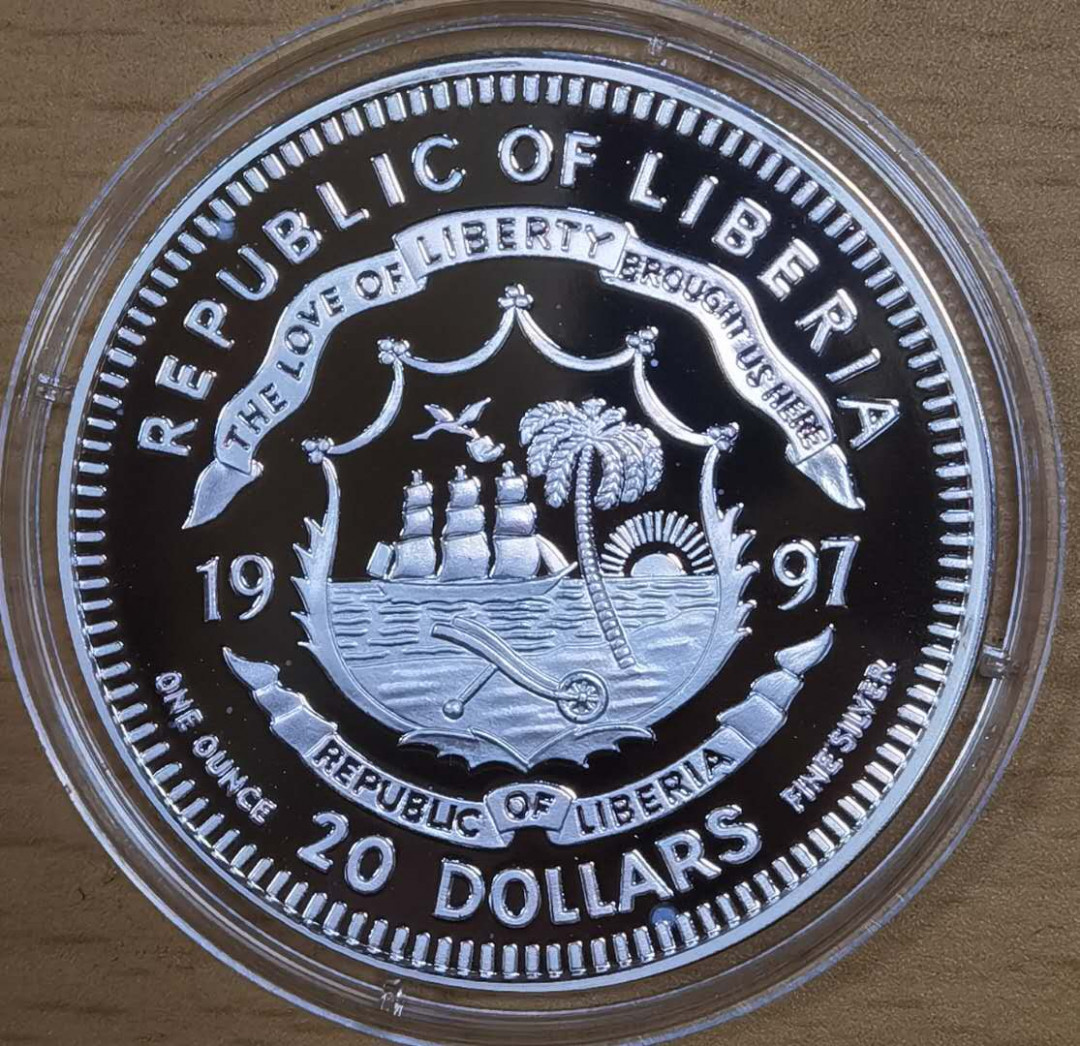 REPUBLIC OF LIBERIA
THE LOVE OF LIBERTY BROUGHT US HERE
19 97
ONE OUNCE
FINE SILVER
REPUBLIC OF LIBERIA
20 DOLLARS